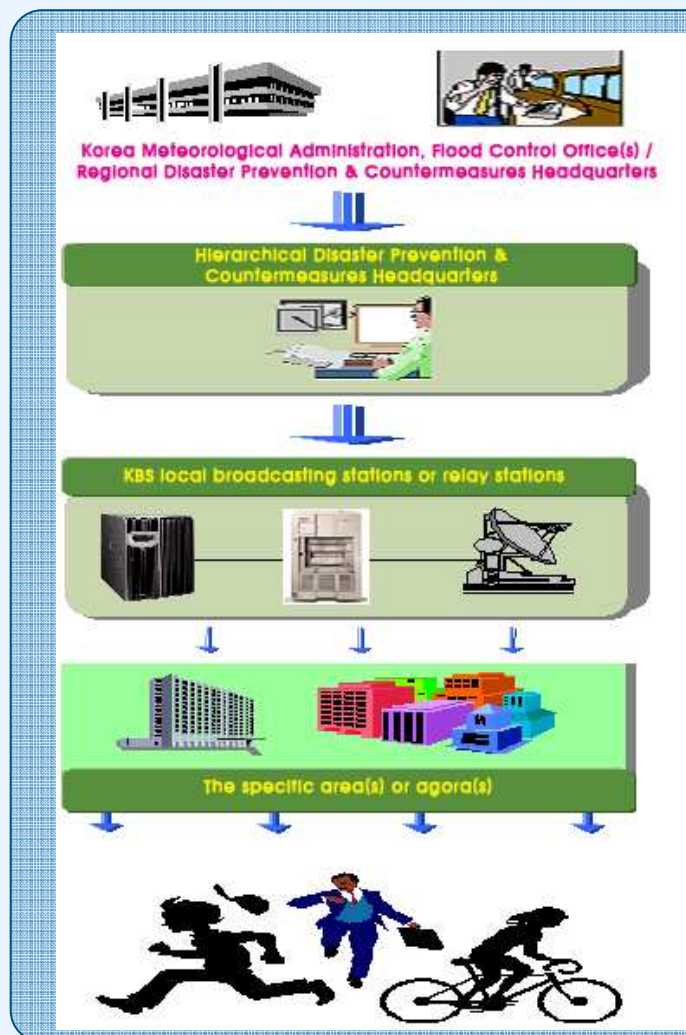 Korea Meteorological Administration, Flood Control Office(s) /
Regional Disaster Prevention & Countermeasures Headquarters
Hierarchical Disaster Prevention &
Countermeasures Headquarters
KBS local broadcasting stations or relay stations
The specific area(s) or agora(s)